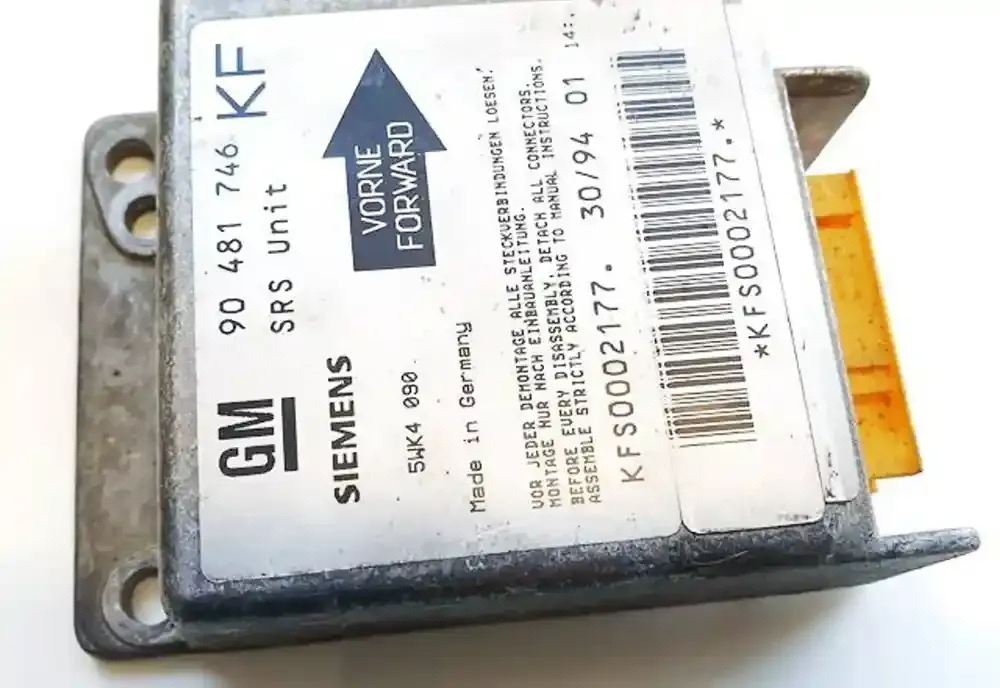 GM 90 481 746 KF
SRS Unit
SIEMENS
VORNE
FORWARD
5WK4 090
Made in Germany
VOR JEDER DEMONTAGE ALLE STECKVERBINDUNGEN LOESEN.
MONTAGE NUR NACH EINBAUANLEITUNG.
BEFORE EVERY DISASSEMBLY, DETACH ALL CONNECTORS.
ASSEMBLE STRICTLY ACCORDING TO MANUAL INSTRUCTIONS.
KFS0002177. 30/94 01 14:
*KFS0002177.*